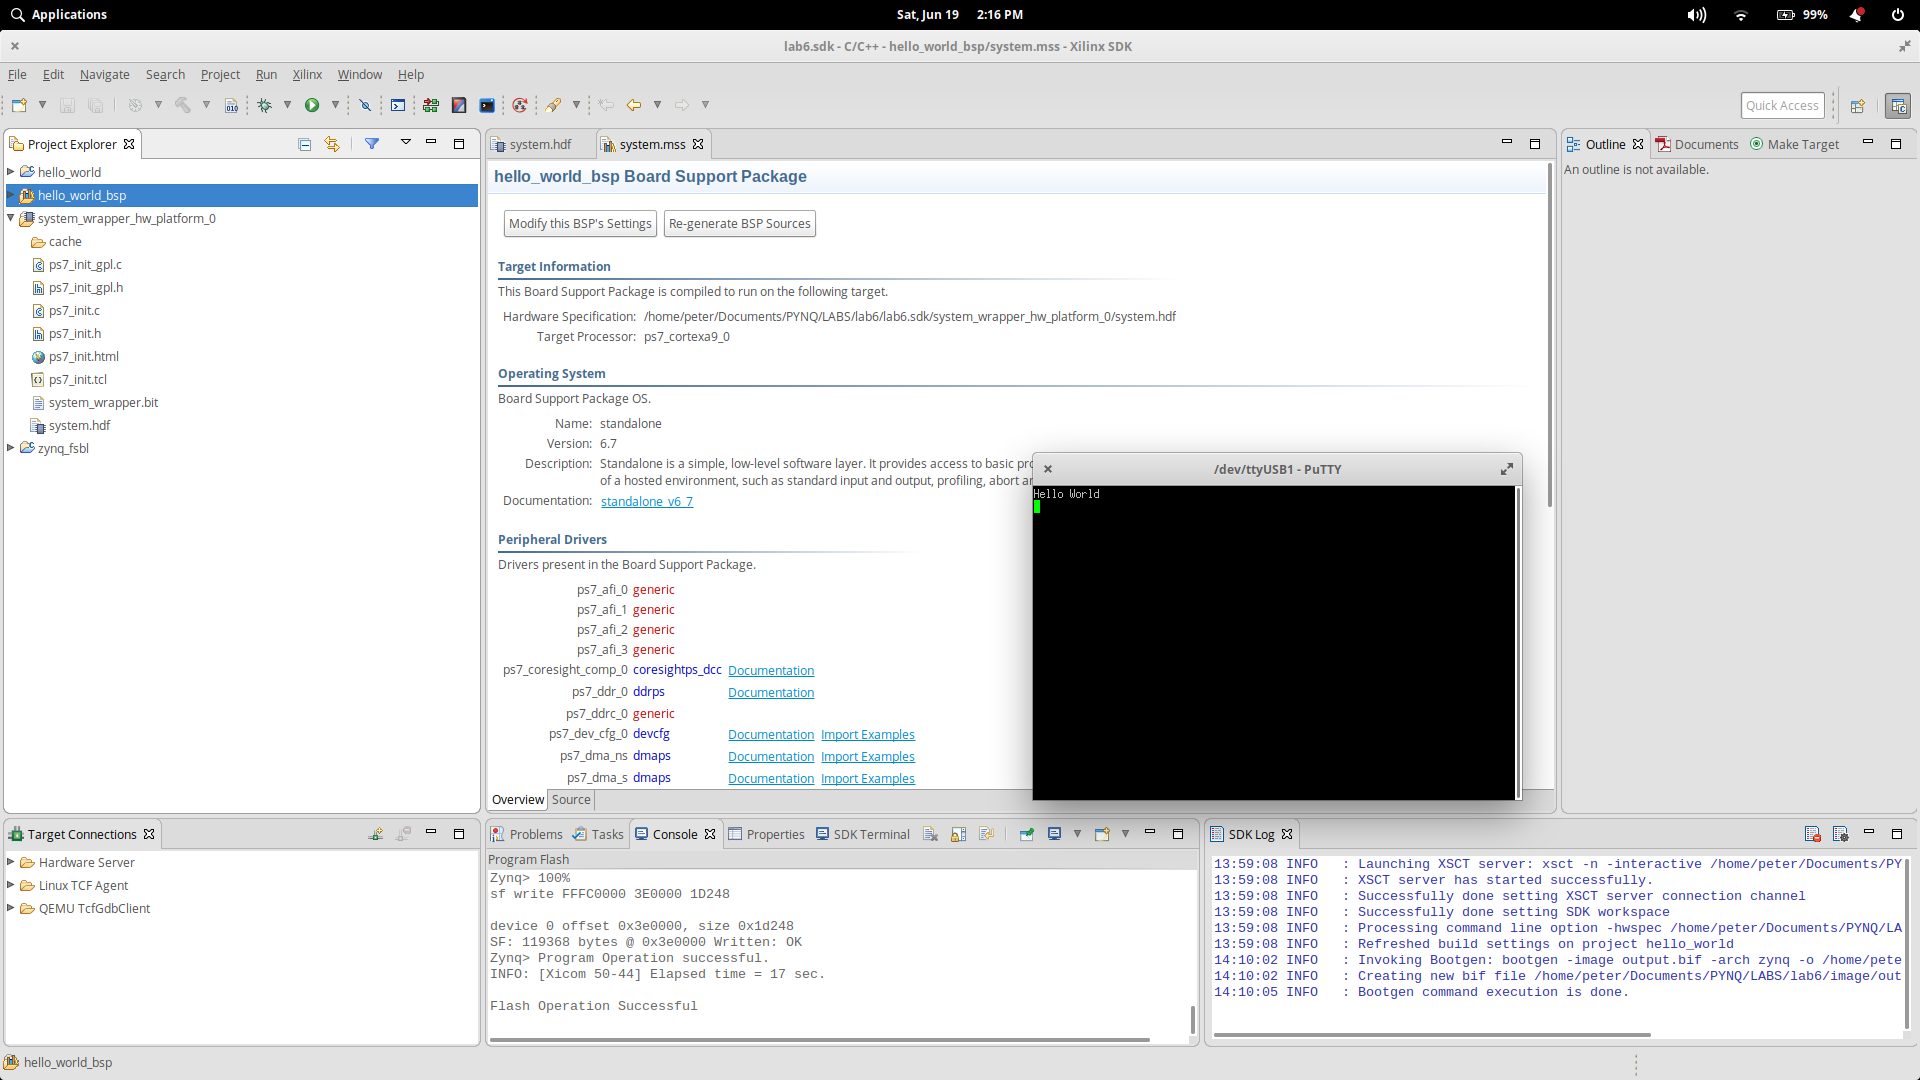 Applications
Sat, Jun 19 2:16 PM
99%
lab6.sdk - C/C++ - hello_world_bsp/system.mss - Xilinx SDK
File Edit Navigate Search Project Run Xilinx Window Help
Quick Access
Project Explorer
hello_world
hello_world_bsp
system_wrapper_hw_platform_0
cache
ps7_init_gpl.c
ps7_init_gpl.h
ps7_init.c
ps7_init.h
ps7_init.html
ps7_init.tcl
system_wrapper.bit
system.hdf
zynq_fsbl
system.hdf system.mss
hello_world_bsp Board Support Package
Modify this BSP's Settings Re-generate BSP Sources
Target Information
This Board Support Package is compiled to run on the following target.
Hardware Specification: /home/peter/Documents/PYNQ/LABS/lab6/lab6.sdk/system_wrapper_hw_platform_0/system.hdf
Target Processor: ps7_cortexa9_0
Operating System
Board Support Package OS.
Name: standalone
Version: 6.7
Description: Standalone is a simple, low-level software layer. It provides access to basic pro
of a hosted environment, such as standard input and output, profiling, abort an
Documentation: standalone_v6_7
Peripheral Drivers
Drivers present in the Board Support Package.
ps7_afi_0 generic
ps7_afi_1 generic
ps7_afi_2 generic
ps7_afi_3 generic
ps7_coresight_comp_0 coresightps_dcc Documentation
ps7_ddr_0 ddrps Documentation
ps7_ddrc_0 generic
ps7_dev_cfg_0 devcfg Documentation Import Examples
ps7_dma_ns dmaps Documentation Import Examples
ps7_dma_s dmaps Documentation Import Examples
Overview Source
/dev/ttyUSB1 - PuTTY
Hello World
Outline Documents Make Target
An outline is not available.
Target Connections
Hardware Server
Linux TCF Agent
QEMU TcfGdbClient
Problems Tasks Console Properties SDK Terminal
Program Flash
Zynq> 100%
sf write FFFC0000 3E0000 1D248
device 0 offset 0x3e0000, size 0x1d248
SF: 119368 bytes @ 0x3e0000 Written: OK
Zynq> Program Operation successful.
INFO: [Xicom 50-44] Elapsed time = 17 sec.
Flash Operation Successful
SDK Log
13:59:08 INFO : Launching XSCT server: xsct -n -interactive /home/peter/Documents/PY
13:59:08 INFO : XSCT server has started successfully.
13:59:08 INFO : Successfully done setting XSCT server connection channel
13:59:08 INFO : Successfully done setting SDK workspace
13:59:08 INFO : Processing command line option -hwspec /home/peter/Documents/PYNQ/LA
13:59:08 INFO : Refreshed build settings on project hello_world
14:10:02 INFO : Invoking Bootgen: bootgen -image output.bif -arch zynq -o /home/pete
14:10:02 INFO : Creating new bif file /home/peter/Documents/PYNQ/LABS/lab6/image/out
14:10:05 INFO : Bootgen command execution is done.
hello_world_bsp